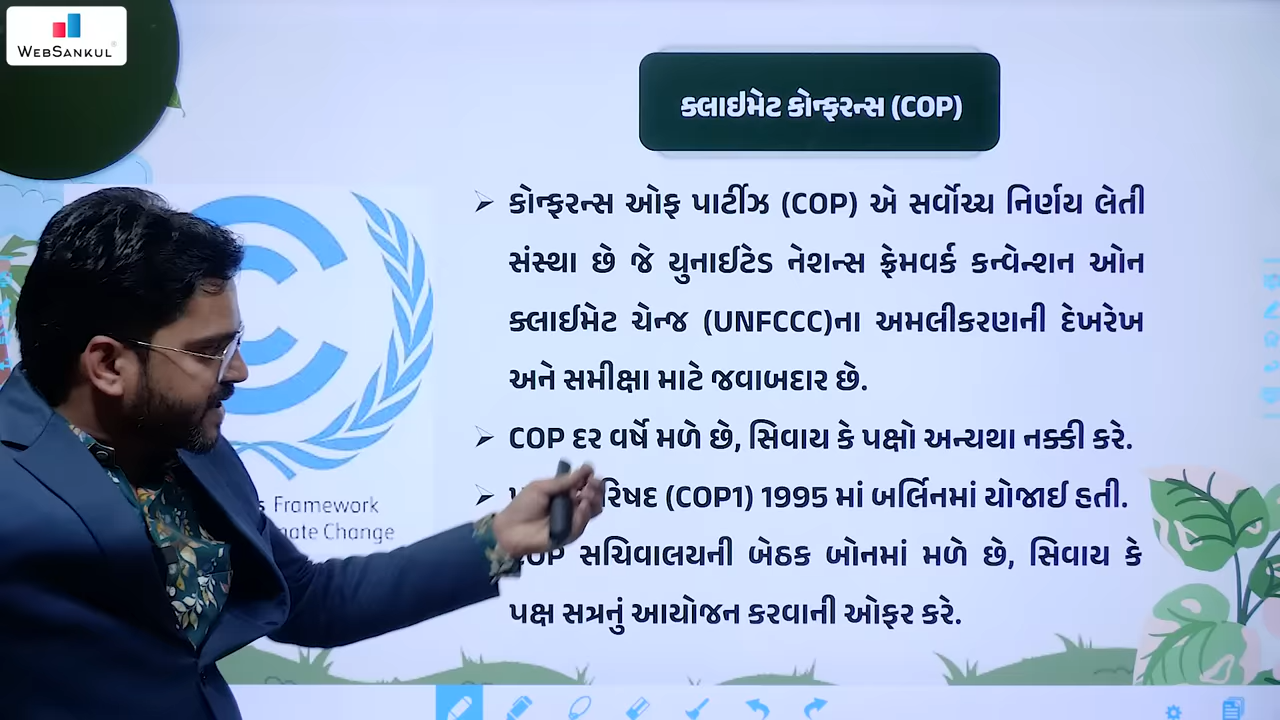 WEBSANKUL
ક્લાઈમેટ કોન્ફરન્સ (COP)
કોન્ફરન્સ ઓફ પાર્ટીઝ (COP) એ સર્વોચ્ચ નિર્ણય લેતી
સંસ્થા છે જે યુનાઈટેડ નેશન્સ ફ્રેમવર્ક કન્વેન્શન ઓન
ક્લાઈમેટ ચેન્જ (UNFCCC)ના અમલીકરણની દેખરેખ
અને સમીક્ષા માટે જવાબદાર છે.
COP દર વર્ષે મળે છે, સિવાય કે પક્ષો અન્યથા નક્કી કરે.
(COP1) 1995 માં બર્લિનમાં યોજાઈ હતી.
COP સચિવાલયની બેઠક બોનમાં મળે છે, સિવાય કે
પક્ષ સત્રનું આયોજન કરવાની ઓફર કરે.
Framework
Change